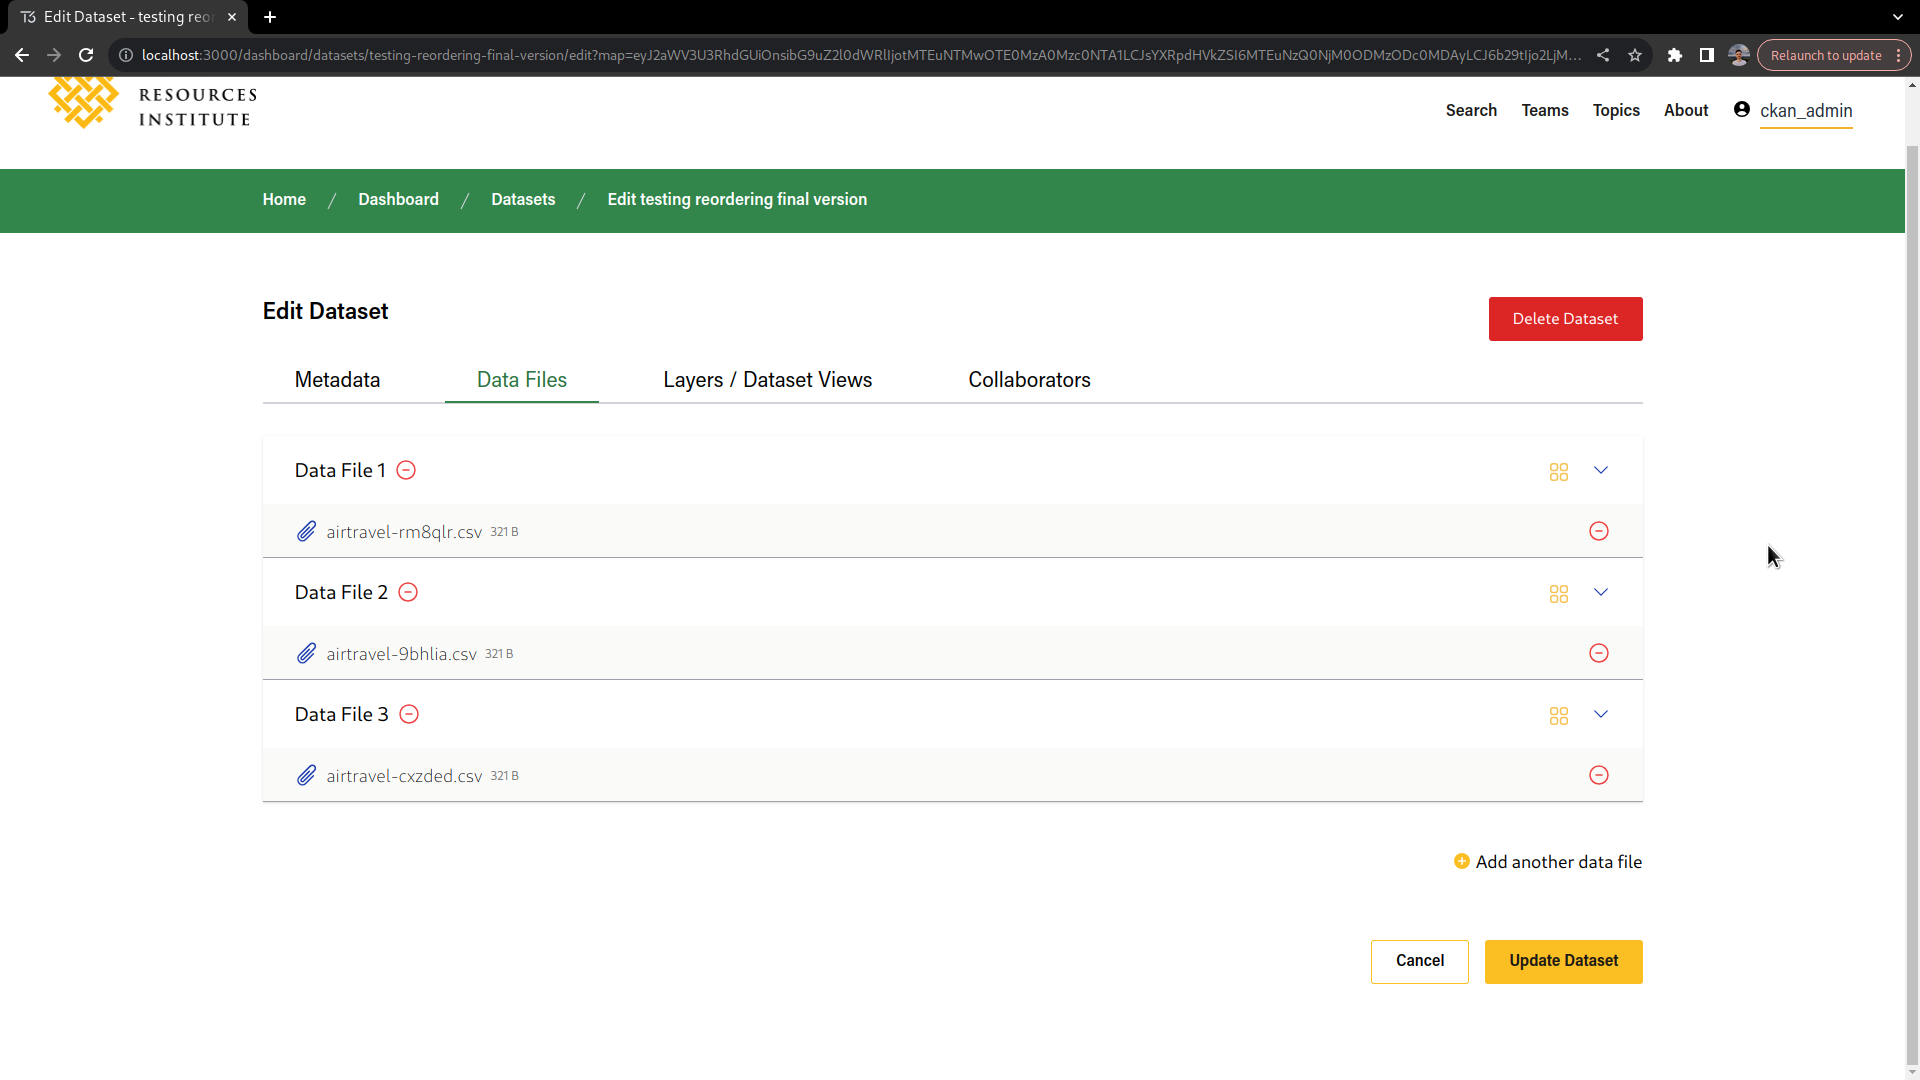 Edit Dataset - testing reo
localhost:3000/dashboard/datasets/testing-reordering-final-version/edit?map=eyJ2aWV3U3RhdGUiOnsibG9uZ2l0dWRlIjotMTEuNTMwOTE0MzA0Mzc0NTA1LCJsYXRpdHVkZSI6MTEuNzQ0NjM0ODMzODc0MDAyLCJ6b29tIjo2LjM...
Relaunch to update
RESOURCES
INSTITUTE
Search Teams Topics About ckan_admin
Home / Dashboard / Datasets / Edit testing reordering final version
Edit Dataset
Delete Dataset
Metadata Data Files Layers / Dataset Views Collaborators
Data File 1
airtravel-rm8qlr.csv 321 B
Data File 2
airtravel-9bhlia.csv 321 B
Data File 3
airtravel-cxzded.csv 321 B
Add another data file
Cancel Update Dataset